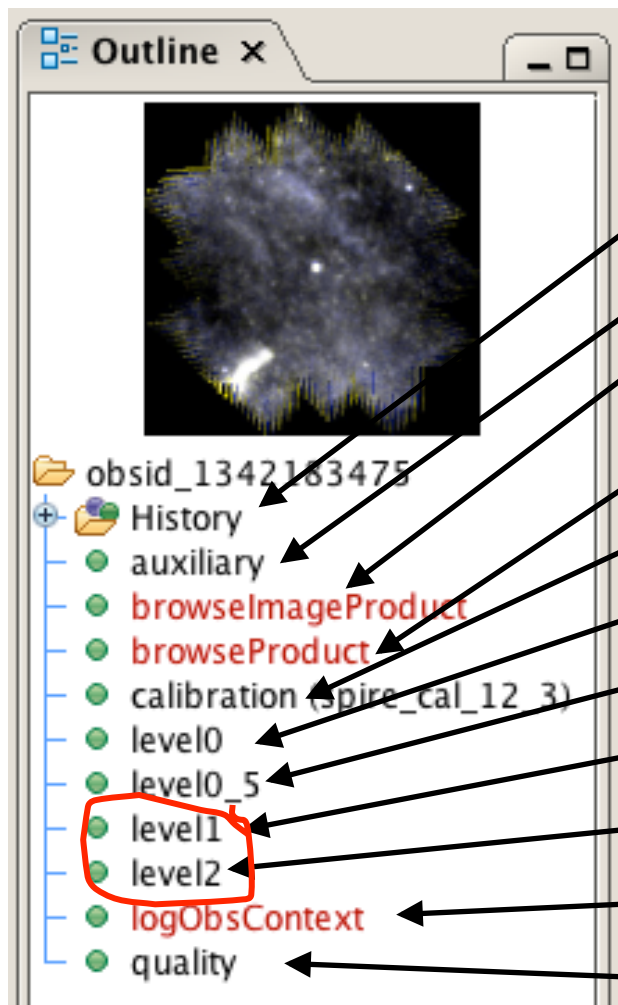 Outline
obsid_1342183475
History
auxiliary
browseImageProduct
browseProduct
calibration (spire_cal_12_3)
level0
level0_5
level1
level2
logObsContext
quality